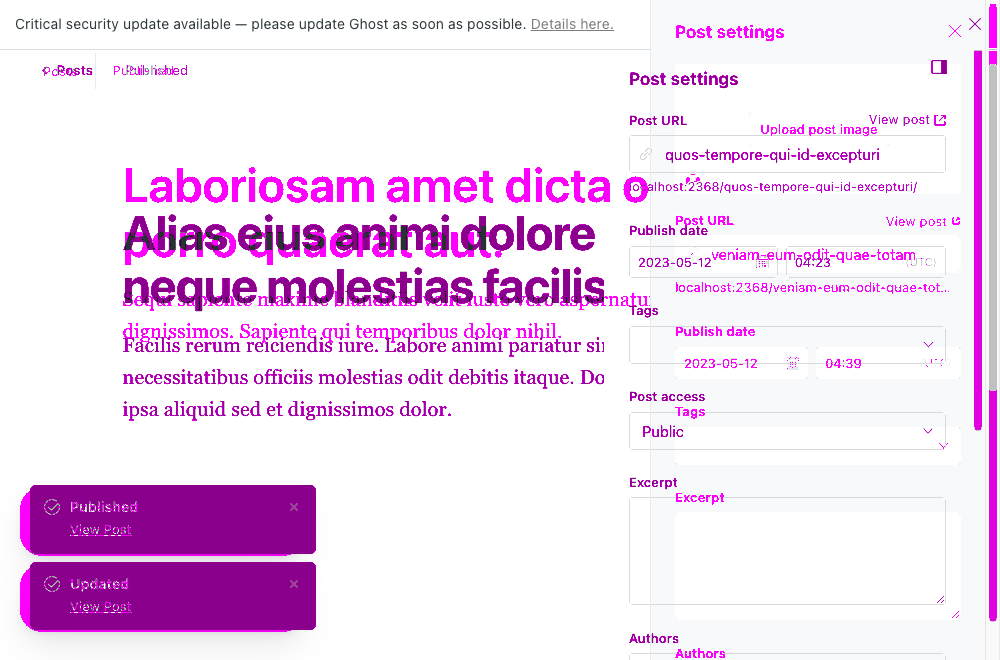 Critical security update available — please update Ghost as soon as possible. Details here.
Post settings
Posts
Published
Post settings
Post URL
View post
Upload post image
quos-tempore-qui-id-excepturi
localhost:2368/quos-tempore-qui-id-excepturi/
Laboriosam amet dicta o
porro quaerat aut.
Alias eius animi dolore
neque molestias facilis
Post URL
View post
Publish date
veniam-eum-odit-quae-totam
2023-05-12
04:23
(UTC)
localhost:2368/veniam-eum-odit-quae-tot...
Sequi sapiente maxime blanditiis velit iusto vero aspernatu
dignissimos. Sapiente qui temporibus dolor nihil.
Tags
Publish date
Facilis rerum reiciendis iure. Labore animi pariatur sin
necessitatibus officiis molestias odit debitis itaque. Do
ipsa aliquid sed et dignissimos dolor.
2023-05-12
04:39
Post access
Tags
Public
Excerpt
Excerpt
Published
View Post
Updated
View Post
Authors
Authors